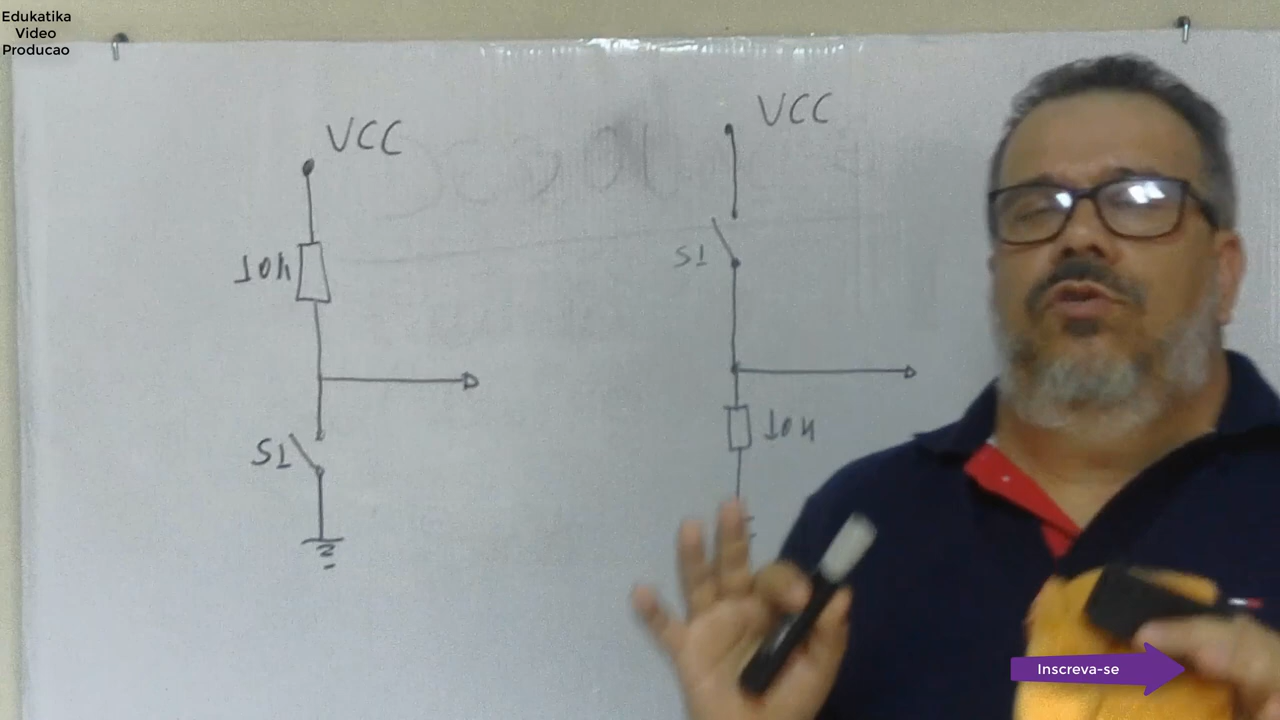 Edukatika
Video
Producao
VCC
10K
S1
VCC
S1
10K
Inscreva-se